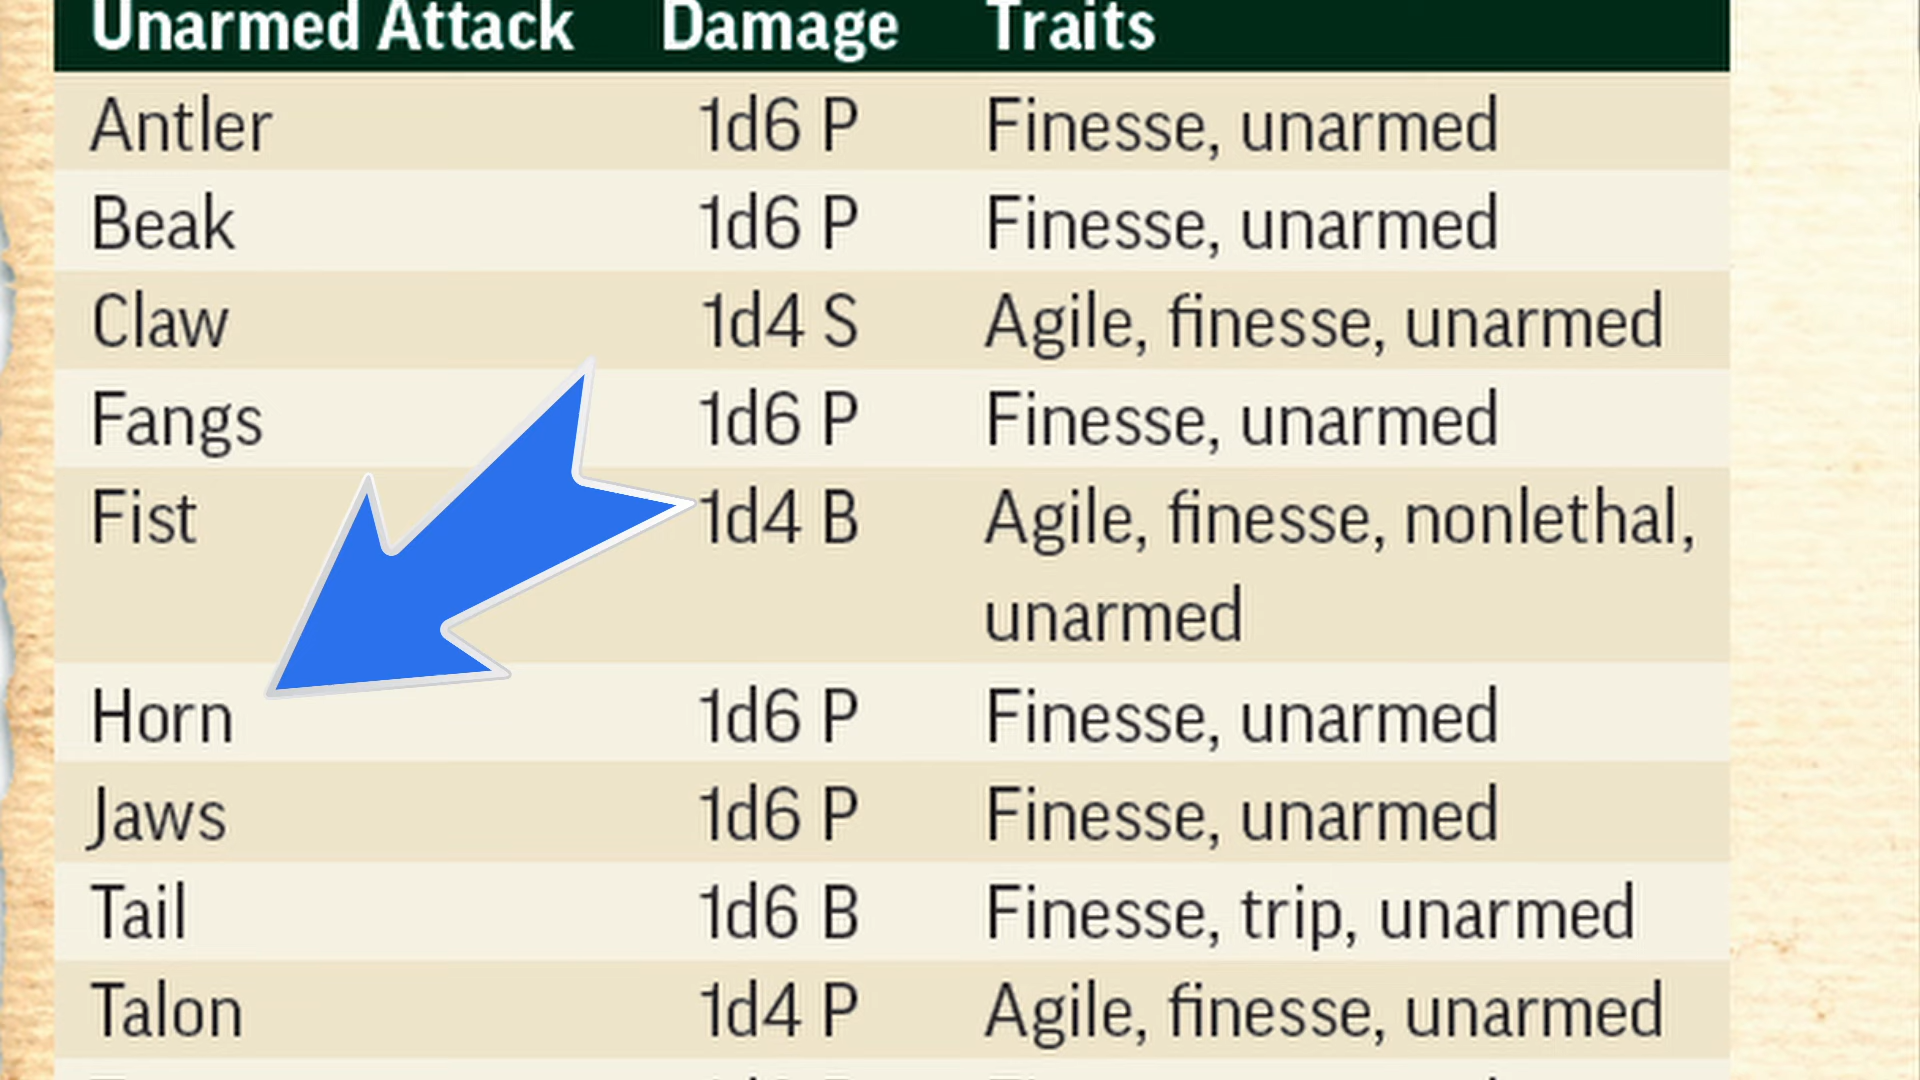 Unarmed Attack Damage Traits
Antler 1d6 P Finesse, unarmed
Beak 1d6 P Finesse, unarmed
Claw 1d4 S Agile, finesse, unarmed
Fangs 1d6 P Finesse, unarmed
Fist 1d4 B Agile, finesse, nonlethal,
unarmed
Horn 1d6 P Finesse, unarmed
Jaws 1d6 P Finesse, unarmed
Tail 1d6 B Finesse, trip, unarmed
Talon 1d4 P Agile, finesse, unarmed